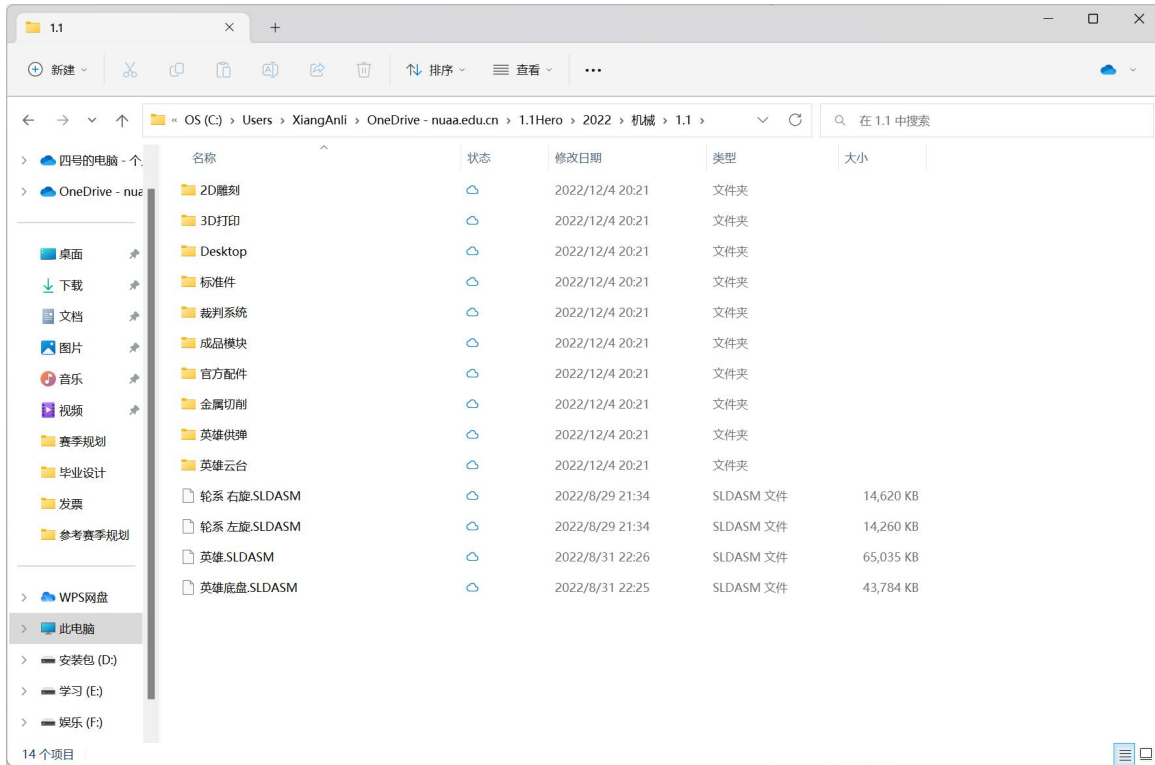 1.1
新建
排序
查看
OS (C:) › Users › XiangAnli › OneDrive - nuaa.edu.cn › 1.1Hero › 2022 › 机械 › 1.1 ›
在 1.1 中搜索
四号的电脑 - 个
OneDrive - nua
桌面
下载
文档
图片
音乐
视频
赛季规划
毕业设计
发票
参考赛季规划
WPS网盘
此电脑
安装包 (D:)
学习 (E:)
娱乐 (F:)
名称 状态 修改日期 类型 大小
2D雕刻 2022/12/4 20:21 文件夹
3D打印 2022/12/4 20:21 文件夹
Desktop 2022/12/4 20:21 文件夹
标准件 2022/12/4 20:21 文件夹
裁判系统 2022/12/4 20:21 文件夹
成品模块 2022/12/4 20:21 文件夹
官方配件 2022/12/4 20:21 文件夹
金属切削 2022/12/4 20:21 文件夹
英雄供弹 2022/12/4 20:21 文件夹
英雄云台 2022/12/4 20:21 文件夹
轮系 右旋.SLDASM 2022/8/29 21:34 SLDASM 文件 14,620 KB
轮系 左旋.SLDASM 2022/8/29 21:34 SLDASM 文件 14,260 KB
英雄.SLDASM 2022/8/31 22:26 SLDASM 文件 65,035 KB
英雄底盘.SLDASM 2022/8/31 22:25 SLDASM 文件 43,784 KB
14 个项目